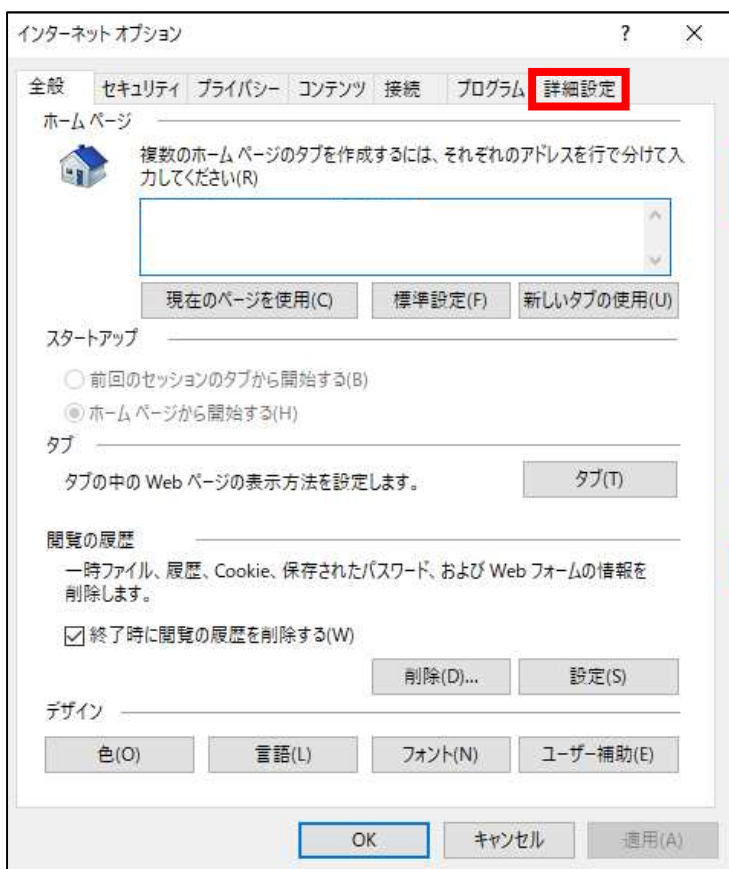 インターネット オプション ? ×
全般 セキュリティ プライバシー コンテンツ 接続 プログラム 詳細設定
ホーム ページ
複数のホーム ページのタブを作成するには、それぞれのアドレスを行で分けて入
力してください(R)
現在のページを使用(C) 標準設定(F) 新しいタブの使用(U)
スタートアップ
前回のセッションのタブから開始する(B)
ホーム ページから開始する(H)
タブ
タブの中の Web ページの表示方法を設定します。 タブ(T)
閲覧の履歴
一時ファイル、履歴、Cookie、保存されたパスワード、および Web フォームの情報を
削除します。
終了時に閲覧の履歴を削除する(W)
削除(D)... 設定(S)
デザイン
色(O) 言語(L) フォント(N) ユーザー補助(E)
OK キャンセル 適用(A)